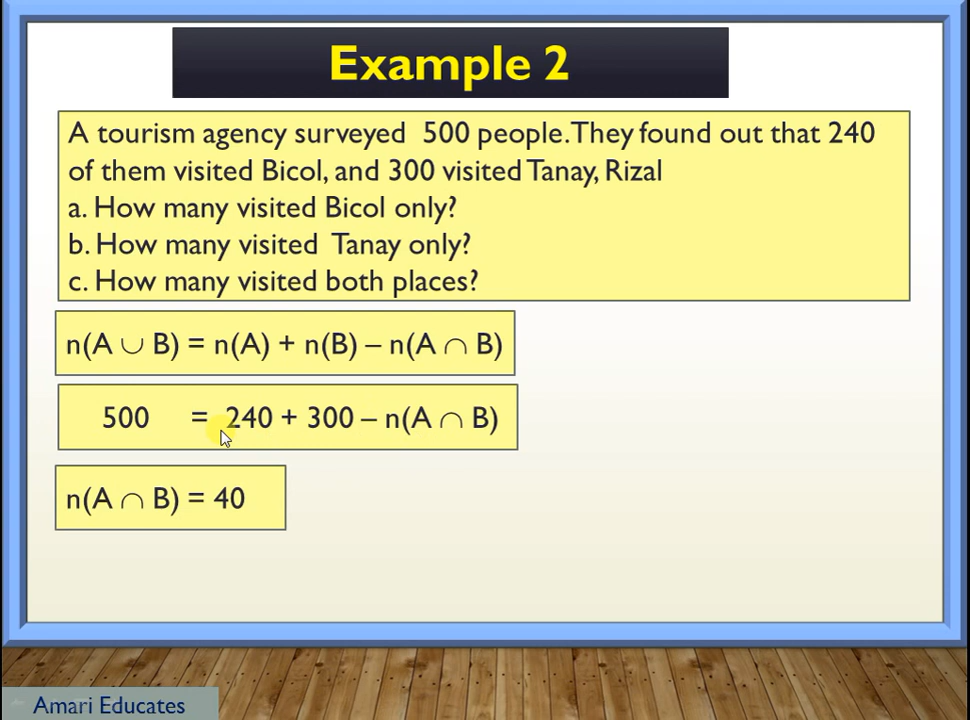 Example 2
A tourism agency surveyed 500 people. They found out that 240
of them visited Bicol, and 300 visited Tanay, Rizal
a. How many visited Bicol only?
b. How many visited Tanay only?
c. How many visited both places?
n(A ∪ B) = n(A) + n(B) – n(A ∩ B)
500 = 240 + 300 – n(A ∩ B)
n(A ∩ B) = 40
Amari Educates